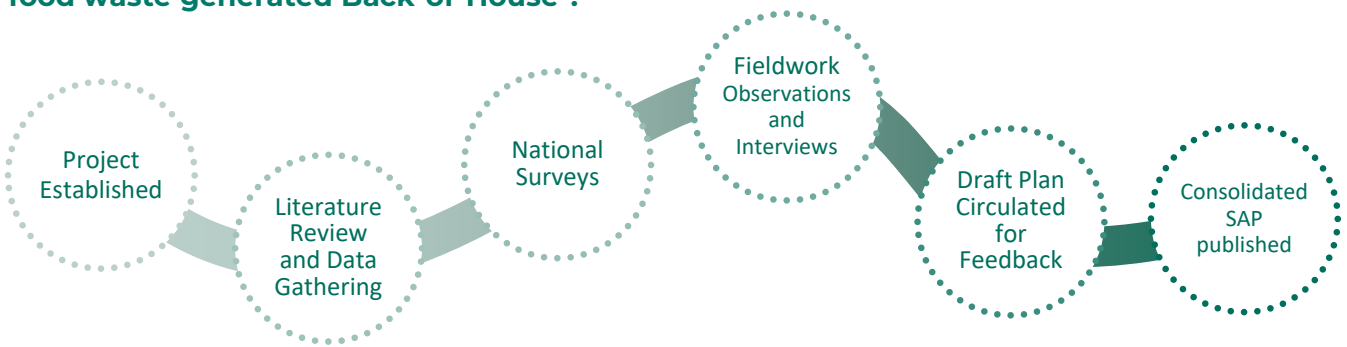 food waste generated Back-of-House".
Project
Established
Literature
Review
and Data
Gathering
National
Surveys
Fieldwork
Observations
and
Interviews
Draft Plan
Circulated
for
Feedback
Consolidated
SAP
published